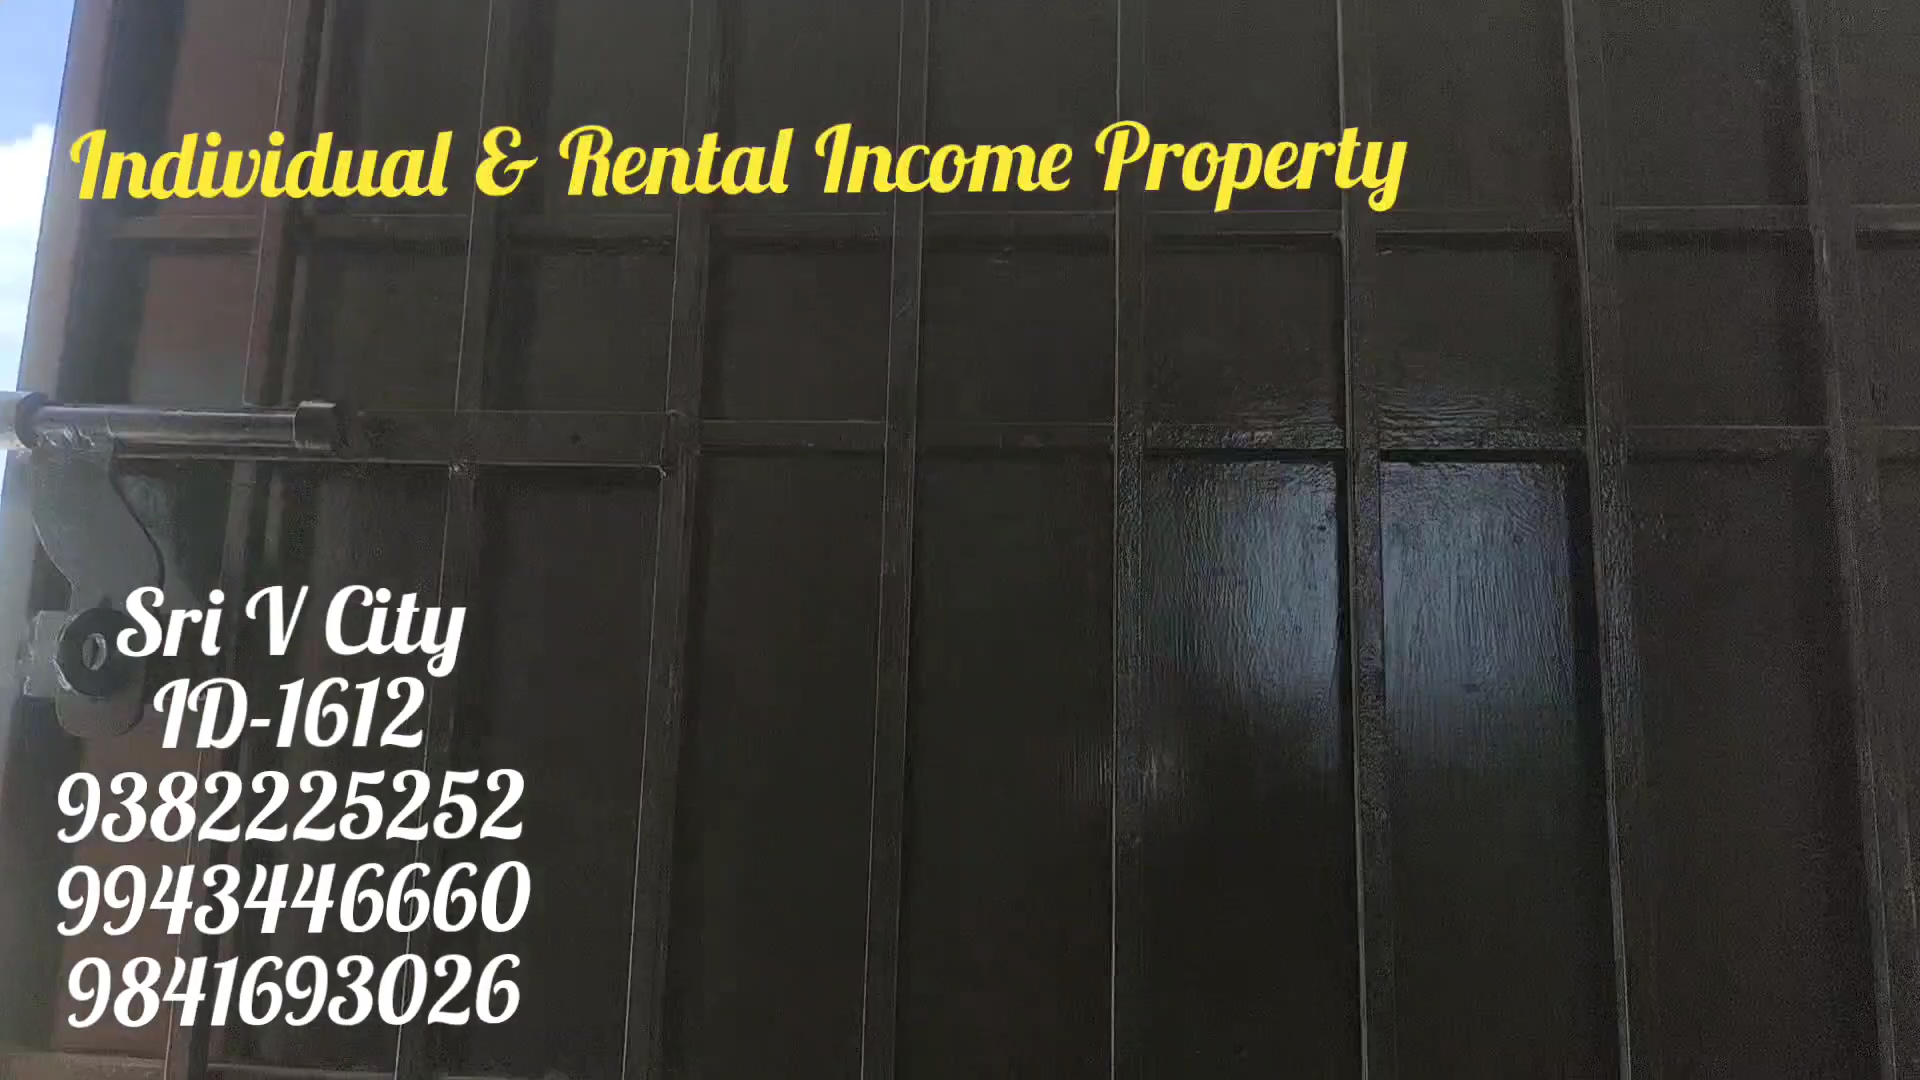 Individual & Rental Income Property
Sri V City
ID-1612
9382225252
9943446660
9841693026